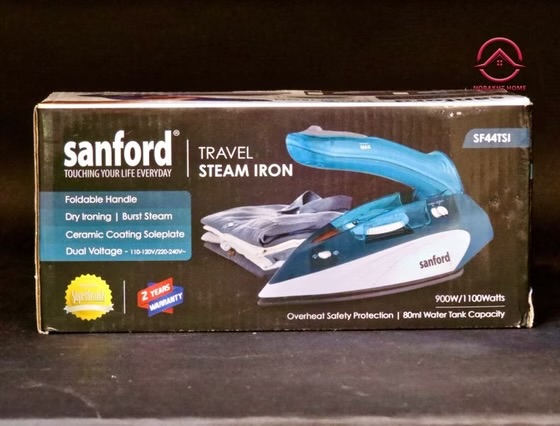 NOBAKHT HOME
sanford®
TOUCHING YOUR LIFE EVERYDAY
TRAVEL
STEAM IRON
SF44TSI
Foldable Handle
Dry Ironing | Burst Steam
Ceramic Coating Soleplate
Dual Voltage - 110-120V/220-240V~
2 YEARS
WARRANTY
sanford
900W/1100Watts
Overheat Safety Protection | 80ml Water Tank Capacity